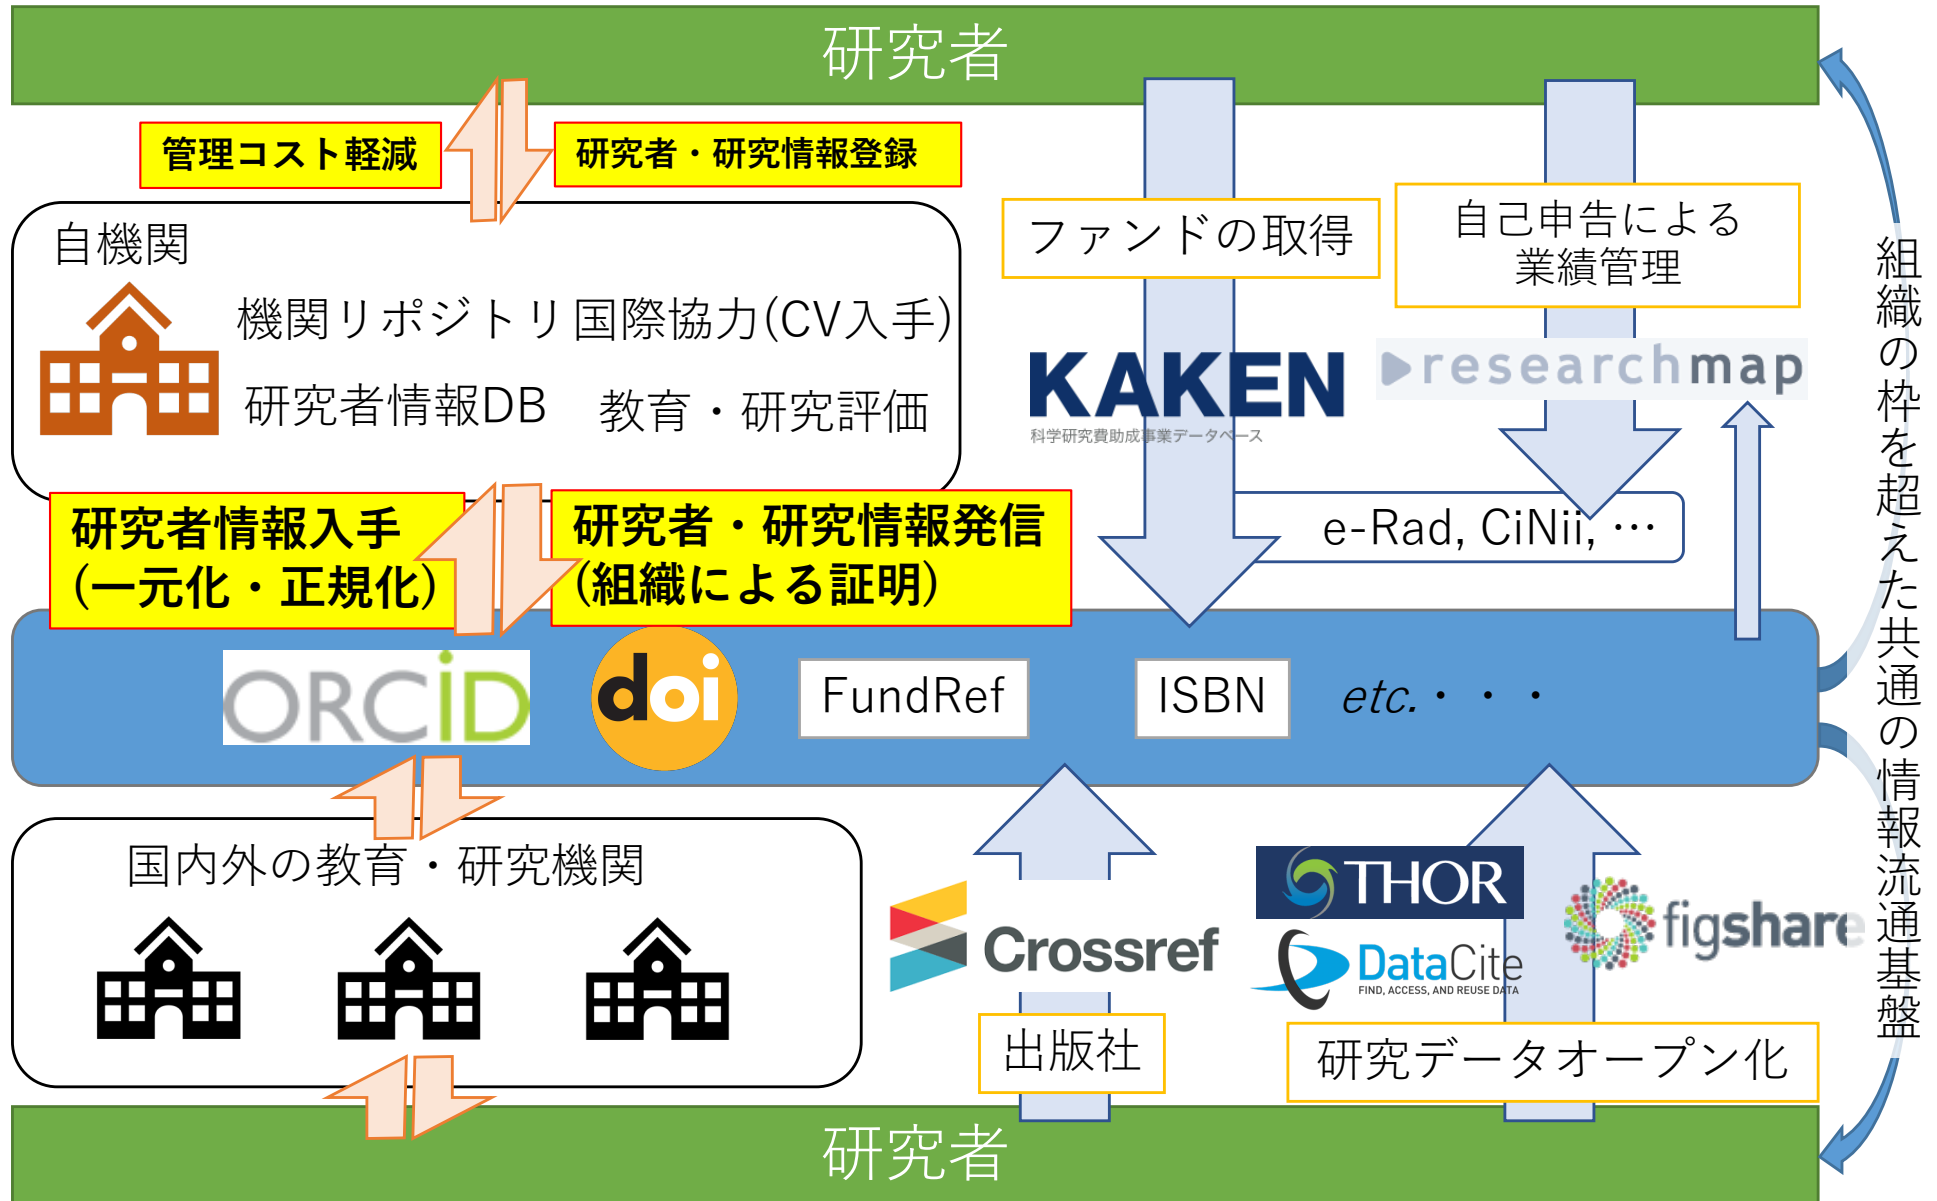 研究者
管理コスト軽減
研究者・研究情報登録
自機関
機関リポジトリ
国際協力(CV入手)
研究者情報DB
教育・研究評価
ファンドの取得
自己申告による
業績管理
KAKEN
科学研究費助成事業データベース
researchmap
e-Rad, CiNii, …
研究者情報入手
(一元化・正規化)
研究者・研究情報発信
(組織による証明)
ORCiD
doi
FundRef
ISBN
etc.・・・
国内外の教育・研究機関
Crossref
出版社
THOR
DataCite
FIND, ACCESS, AND REUSE DATA
figshare
研究データオープン化
組織の枠を超えた共通の情報流通基盤
研究者